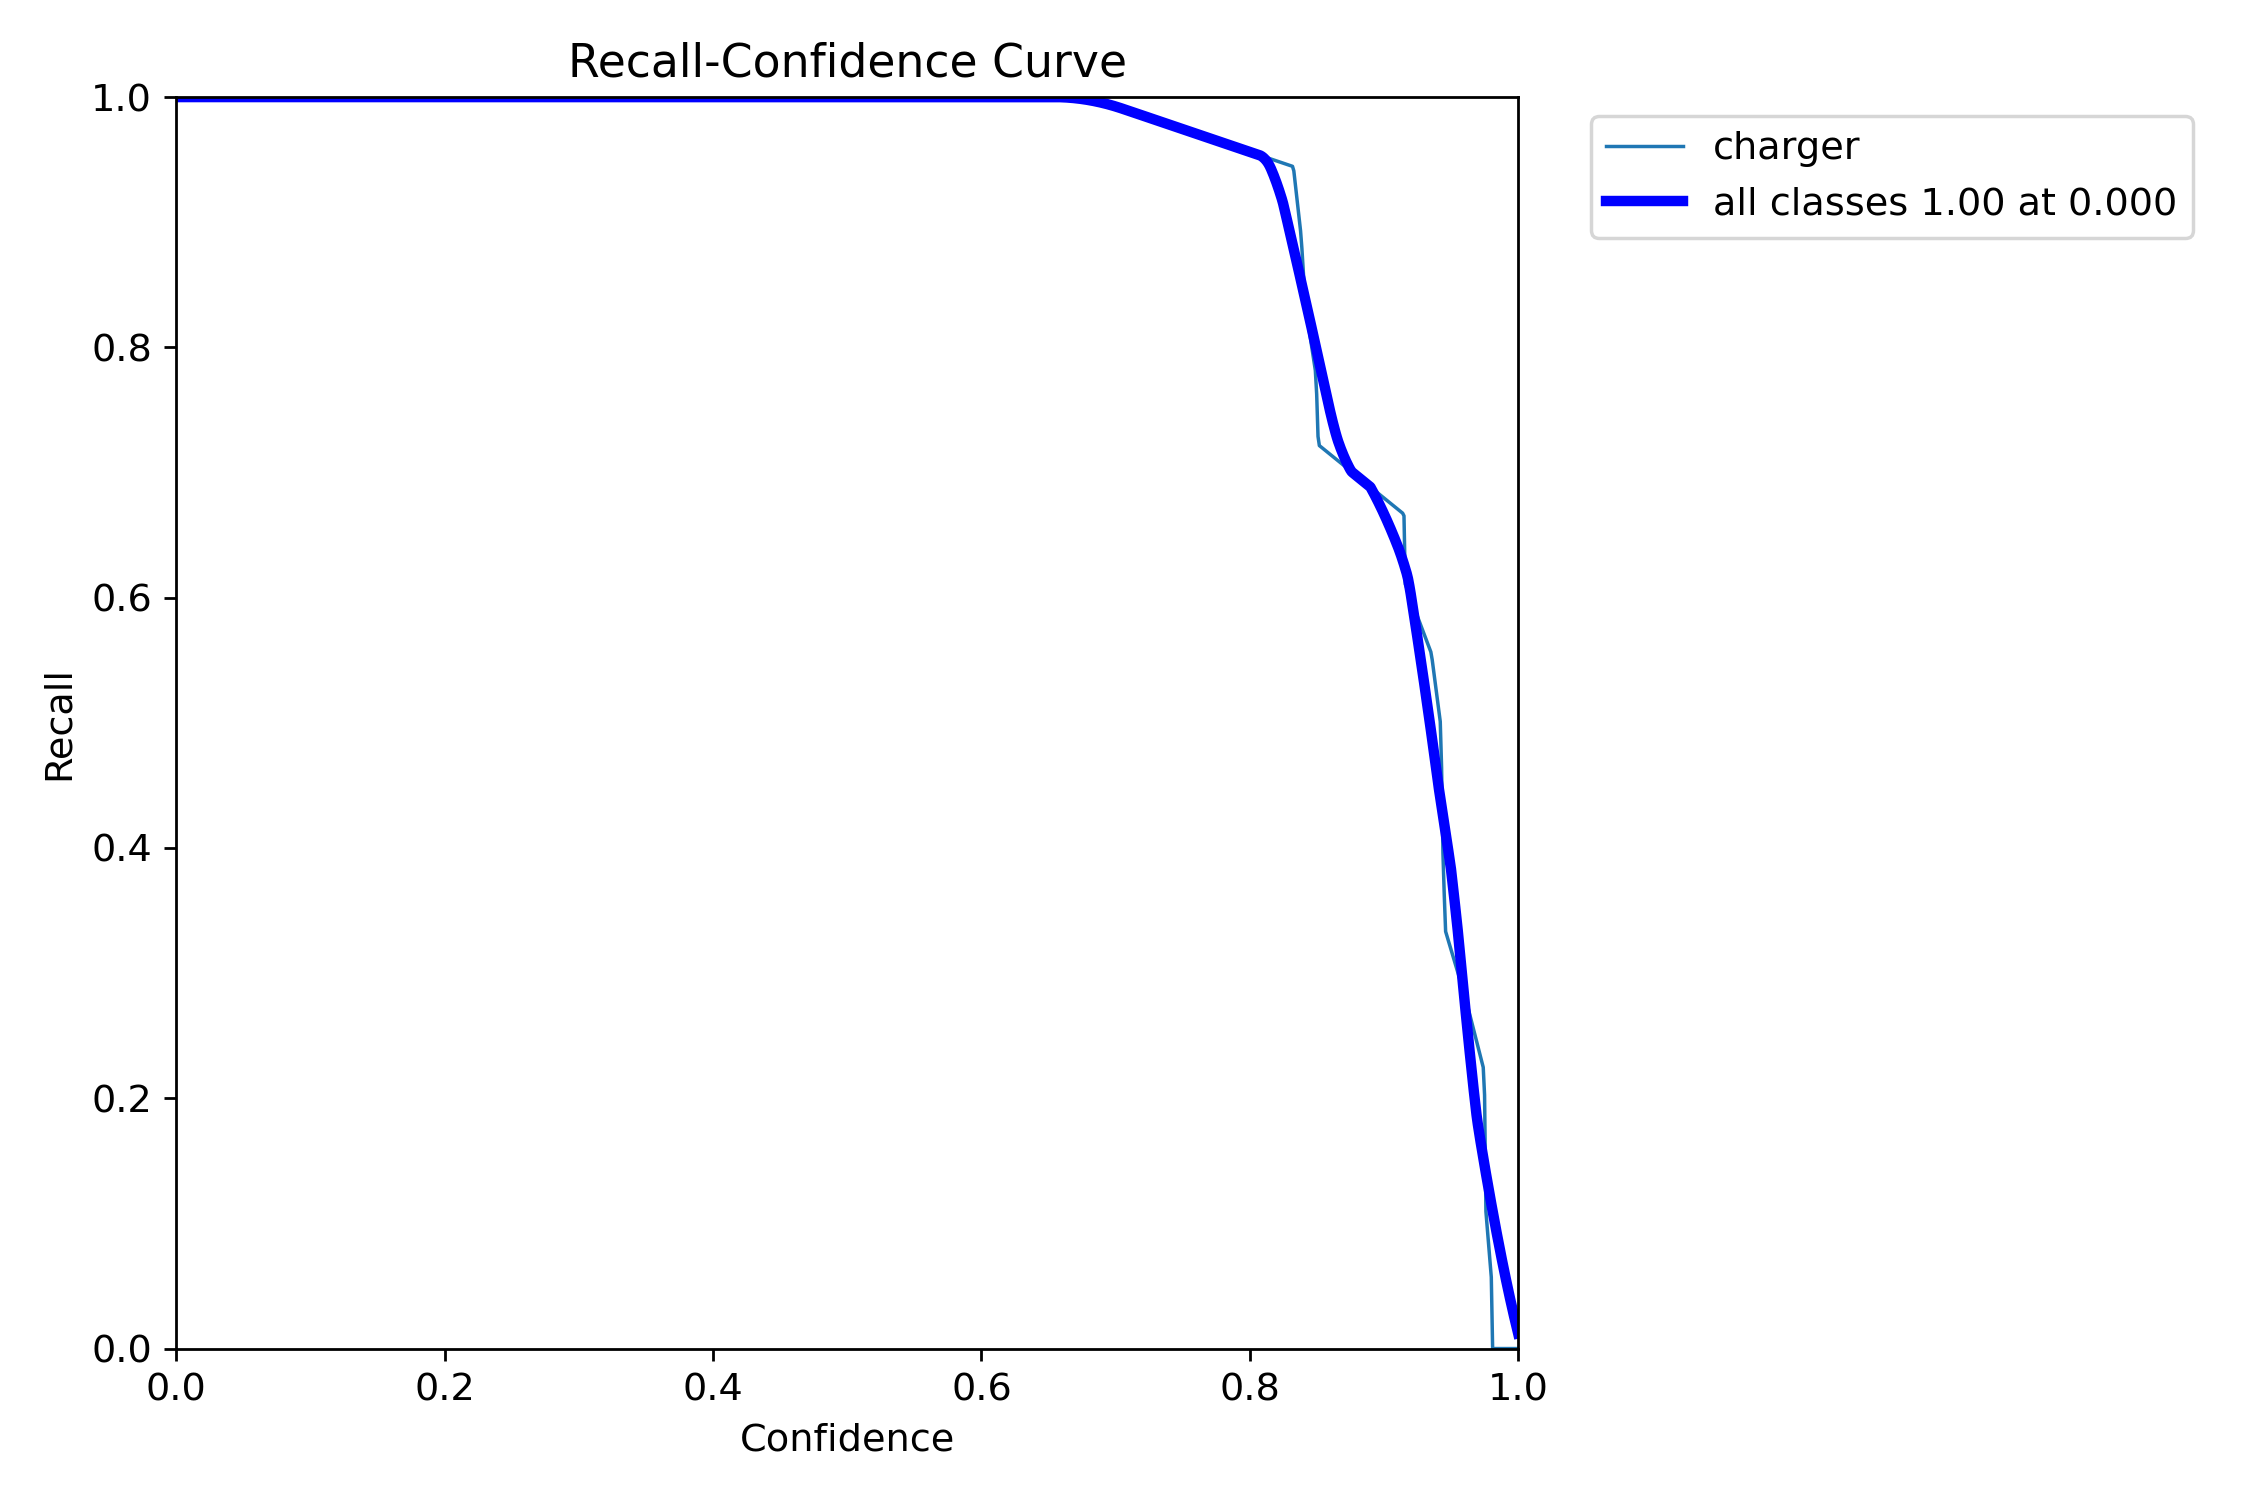 Recall-Confidence Curve
1.0
0.8
0.6
0.4
0.2
0.0
Recall
0.0 0.2 0.4 0.6 0.8 1.0
Confidence
charger
all classes 1.00 at 0.000